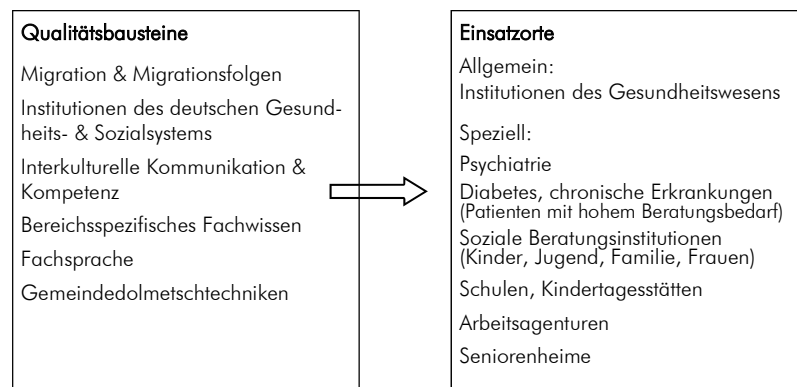 Qualitätsbausteine
Migration & Migrationsfolgen
Institutionen des deutschen Gesund-
heits- & Sozialsystems
Interkulturelle Kommunikation &
Kompetenz
Bereichsspezifisches Fachwissen
Fachsprache
Gemeindedolmetschtechniken
Einsatzorte
Allgemein:
Institutionen des Gesundheitswesens
Speziell:
Psychiatrie
Diabetes, chronische Erkrankungen
(Patienten mit hohem Beratungsbedarf)
Soziale Beratungsinstitutionen
(Kinder, Jugend, Familie, Frauen)
Schulen, Kindertagesstätten
Arbeitsagenturen
Seniorenheime